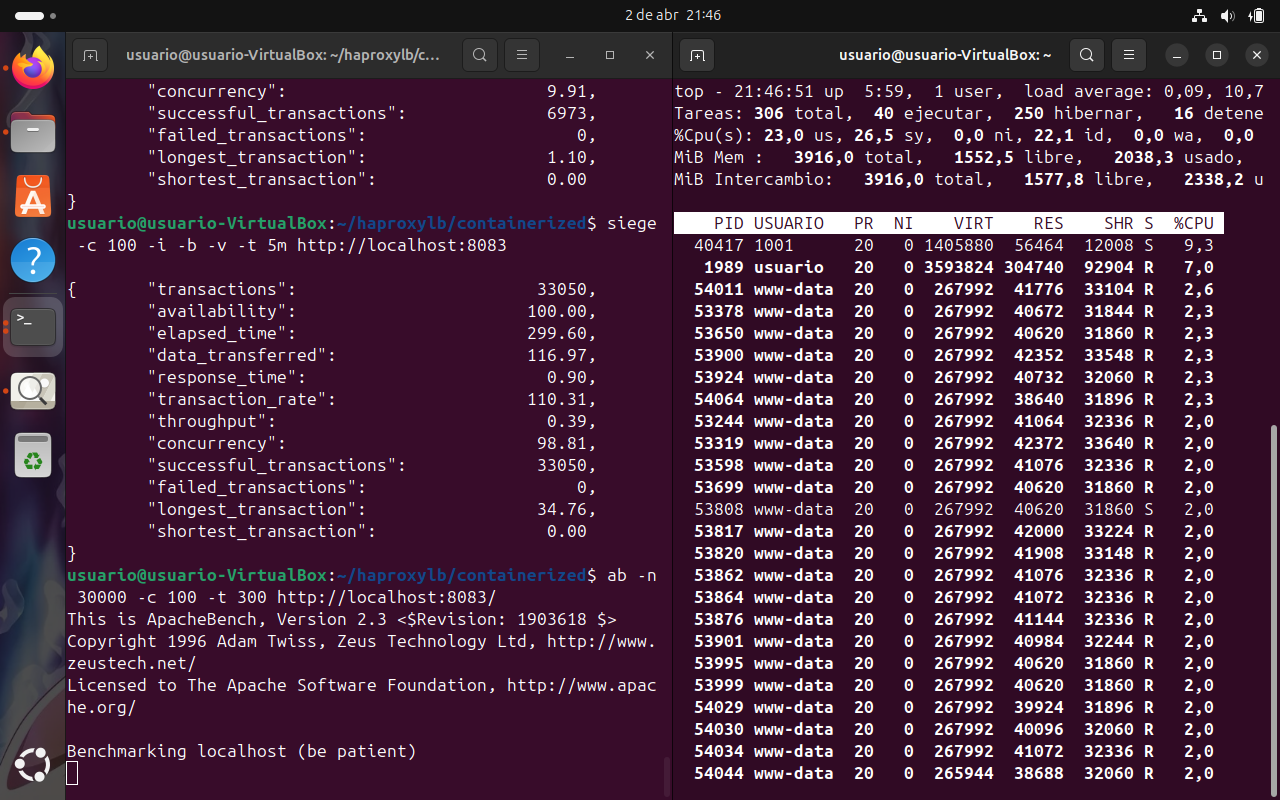 2 de abr 21:46
usuario@usuario-VirtualBox: ~/haproxylb/c...
"concurrency": 9.91,
"successful_transactions": 6973,
"failed_transactions": 0,
"longest_transaction": 1.10,
"shortest_transaction": 0.00
}
usuario@usuario-VirtualBox:~/haproxylb/containerized$ siege
-c 100 -i -b -v -t 5m http://localhost:8083
{ "transactions": 33050,
"availability": 100.00,
"elapsed_time": 299.60,
"data_transferred": 116.97,
"response_time": 0.90,
"transaction_rate": 110.31,
"throughput": 0.39,
"concurrency": 98.81,
"successful_transactions": 33050,
"failed_transactions": 0,
"longest_transaction": 34.76,
"shortest_transaction": 0.00
}
usuario@usuario-VirtualBox:~/haproxylb/containerized$ ab -n
30000 -c 100 -t 300 http://localhost:8083/
This is ApacheBench, Version 2.3 <$Revision: 1903618 $>
Copyright 1996 Adam Twiss, Zeus Technology Ltd, http://www.
zeustech.net/
Licensed to The Apache Software Foundation, http://www.apac
he.org/
Benchmarking localhost (be patient)
usuario@usuario-VirtualBox: ~
top - 21:46:51 up 5:59, 1 user, load average: 0,09, 10,7
Tareas: 306 total, 40 ejecutar, 250 hibernar, 16 detene
%Cpu(s): 23,0 us, 26,5 sy, 0,0 ni, 22,1 id, 0,0 wa, 0,0
MiB Mem : 3916,0 total, 1552,5 libre, 2038,3 usado,
MiB Intercambio: 3916,0 total, 1577,8 libre, 2338,2 u
PID USUARIO PR NI VIRT RES SHR S %CPU
40417 1001 20 0 1405880 56464 12008 S 9,3
1989 usuario 20 0 3593824 304740 92904 R 7,0
54011 www-data 20 0 267992 41776 33104 R 2,6
53378 www-data 20 0 267992 40672 31844 R 2,3
53650 www-data 20 0 267992 40620 31860 R 2,3
53900 www-data 20 0 267992 42352 33548 R 2,3
53924 www-data 20 0 267992 40732 32060 R 2,3
54064 www-data 20 0 267992 38640 31896 R 2,3
53244 www-data 20 0 267992 41064 32336 R 2,0
53319 www-data 20 0 267992 42372 33640 R 2,0
53598 www-data 20 0 267992 41076 32336 R 2,0
53699 www-data 20 0 267992 40620 31860 R 2,0
53808 www-data 20 0 267992 40620 31860 S 2,0
53817 www-data 20 0 267992 42000 33224 R 2,0
53820 www-data 20 0 267992 41908 33148 R 2,0
53862 www-data 20 0 267992 41076 32336 R 2,0
53864 www-data 20 0 267992 41072 32336 R 2,0
53876 www-data 20 0 267992 41144 32336 R 2,0
53901 www-data 20 0 267992 40984 32244 R 2,0
53995 www-data 20 0 267992 40620 31860 R 2,0
53999 www-data 20 0 267992 40620 31860 R 2,0
54029 www-data 20 0 267992 39924 31896 R 2,0
54030 www-data 20 0 267992 40096 32060 R 2,0
54034 www-data 20 0 267992 41072 32336 R 2,0
54044 www-data 20 0 265944 38688 32060 R 2,0